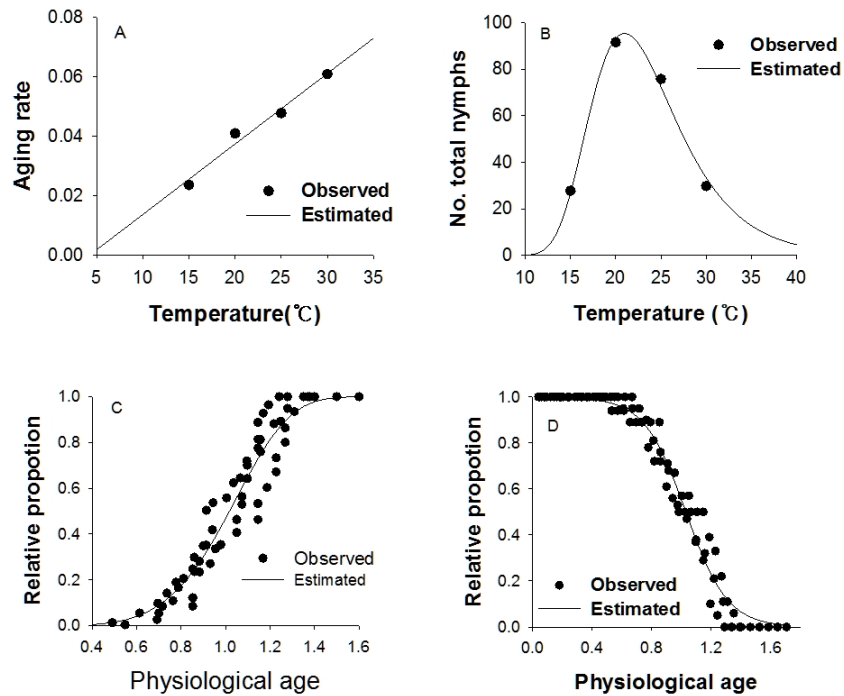 A
Aging rate
0.08
0.06
0.04
0.02
0.00
5 10 15 20 25 30 35
Observed
Estimated
Temperature(℃)
B
No. total nymphs
100
80
60
40
20
0
10 15 20 25 30 35 40
Observed
Estimated
Temperature (℃)
C
Relative propotion
1.0
0.8
0.6
0.4
0.2
0.0
0.4 0.6 0.8 1.0 1.2 1.4 1.6
Observed
Estimated
Physiological age
D
Relative propotion
1.0
0.8
0.6
0.4
0.2
0.0
0.0 0.4 0.8 1.2 1.6
Observed
Estimated
Physiological age